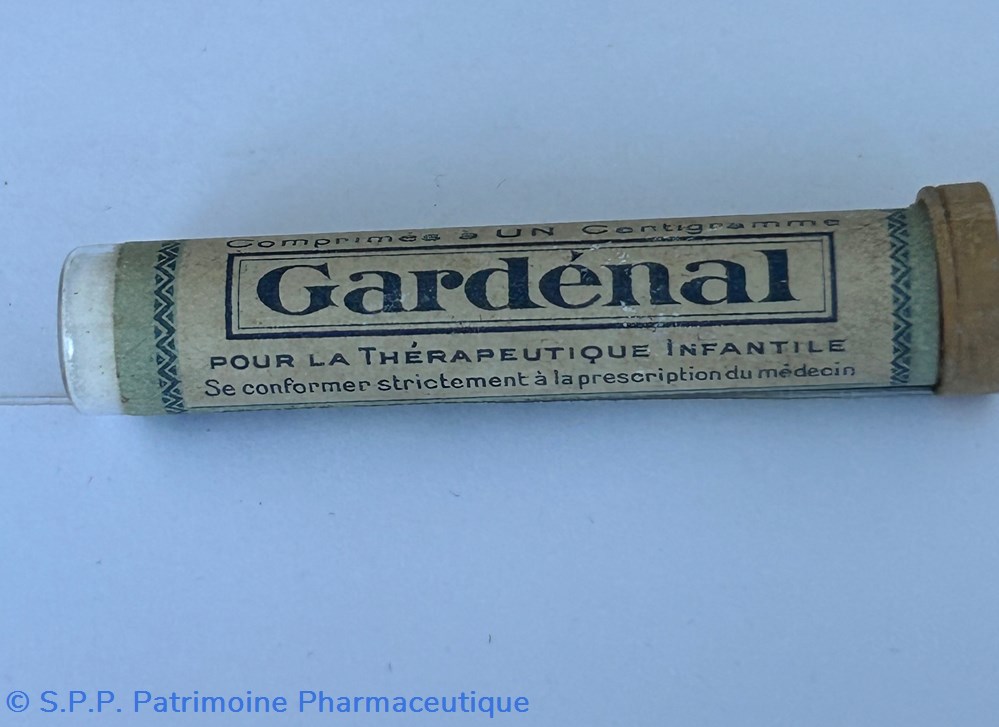 Comprimés à UN Centigramme
Gardénal
POUR LA THÉRAPEUTIQUE INFANTILE
Se conformer strictement à la prescription du médecin
© S.P.P. Patrimoine Pharmaceutique